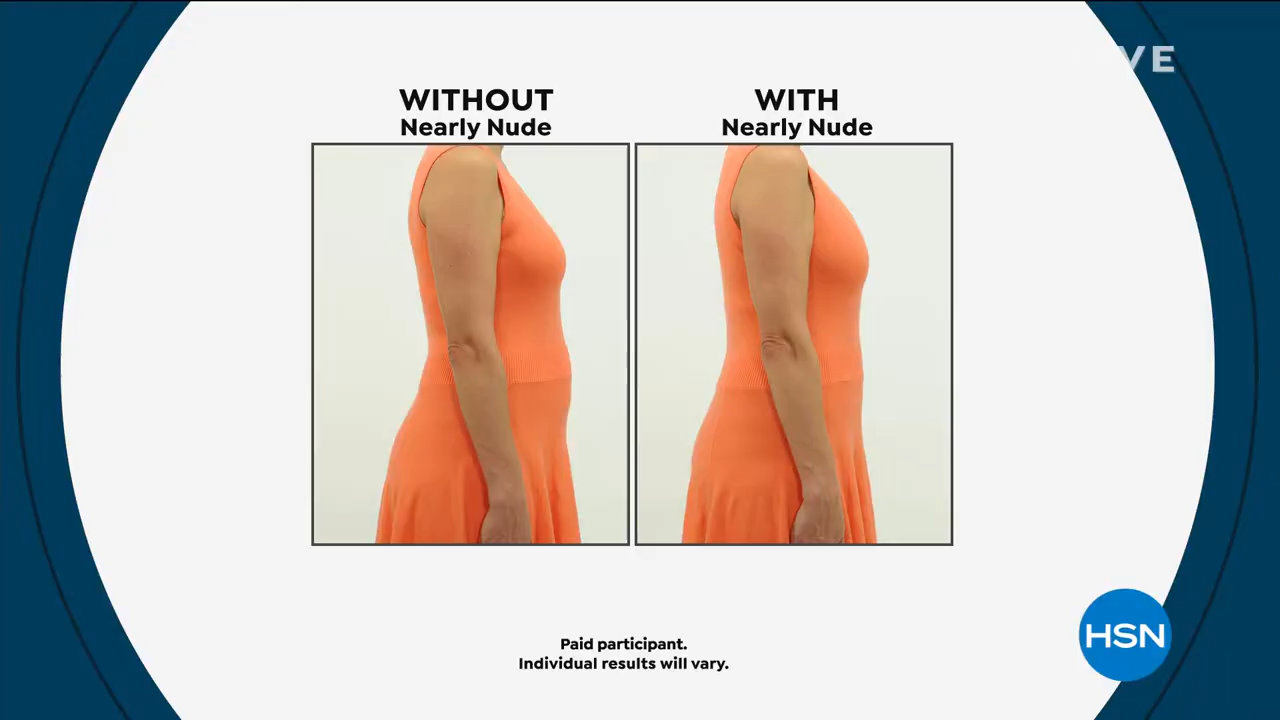 WITHOUT
Nearly Nude
WITH
Nearly Nude
Paid participant.
Individual results will vary.
HSN